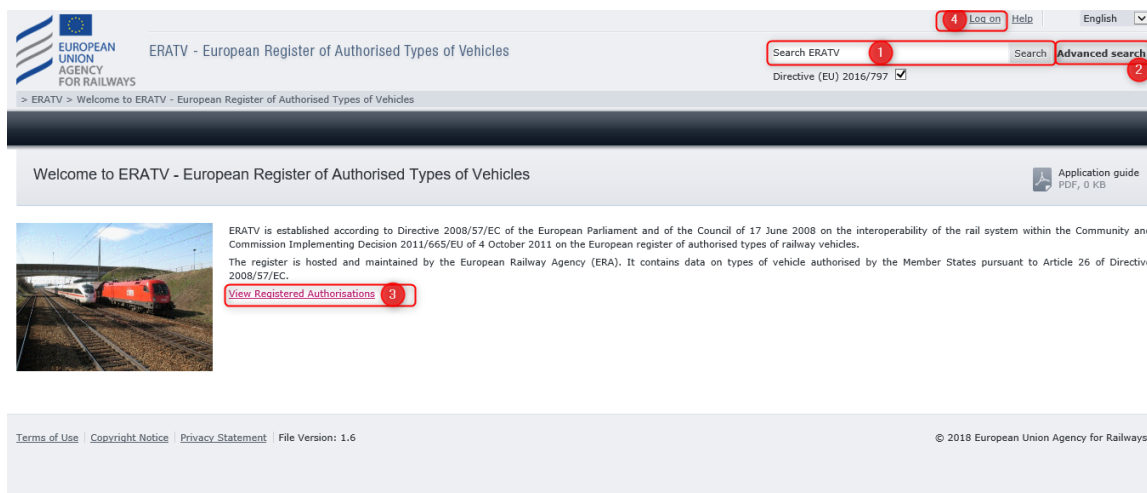 4 Log on Help English
EUROPEAN
UNION
AGENCY
FOR RAILWAYS
ERATV - European Register of Authorised Types of Vehicles
Search ERATV 1 Search Advanced search
2
Directive (EU) 2016/797
> ERATV > Welcome to ERATV - European Register of Authorised Types of Vehicles
Welcome to ERATV - European Register of Authorised Types of Vehicles
Application guide
PDF, 0 KB
ERATV is established according to Directive 2008/57/EC of the European Parliament and of the Council of 17 June 2008 on the interoperability of the rail system within the Community and
Commission Implementing Decision 2011/665/EU of 4 October 2011 on the European register of authorised types of railway vehicles.
The register is hosted and maintained by the European Railway Agency (ERA). It contains data on types of vehicle authorised by the Member States pursuant to Article 26 of Directive
2008/57/EC.
View Registered Authorisations 3
Terms of Use Copyright Notice Privacy Statement File Version: 1.6
© 2018 European Union Agency for Railways